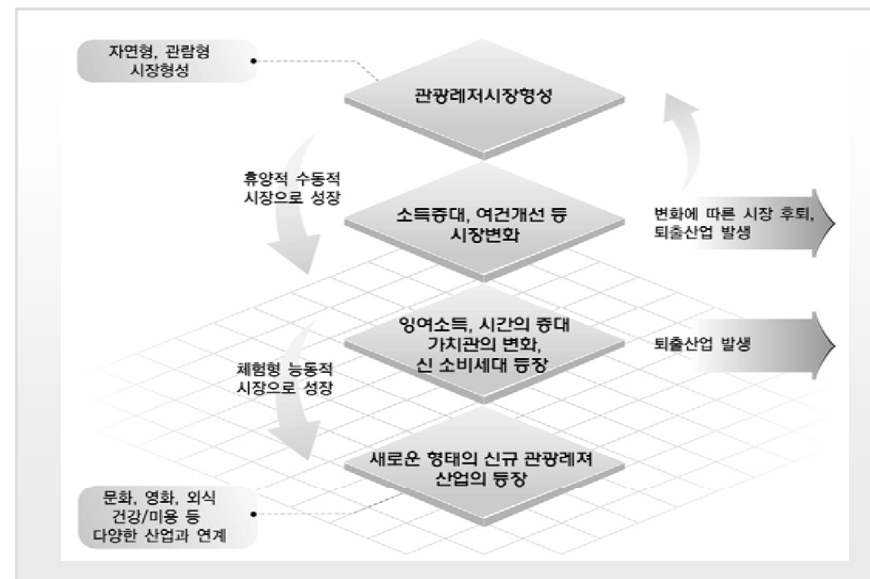 자연형, 관람형
시장형성
관광레저시장형성
휴양적 수동적
시장으로 성장
소득증대, 여건개선 등
시장변화
변화에 따른 시장 후퇴,
퇴출산업 발생
잉여소득, 시간의 증대
가치관의 변화,
신 소비세대 등장
퇴출산업 발생
체험형 능동적
시장으로 성장
새로운 형태의 신규 관광레져
산업의 등장
문화, 영화, 외식
건강/미용 등
다양한 산업과 연계